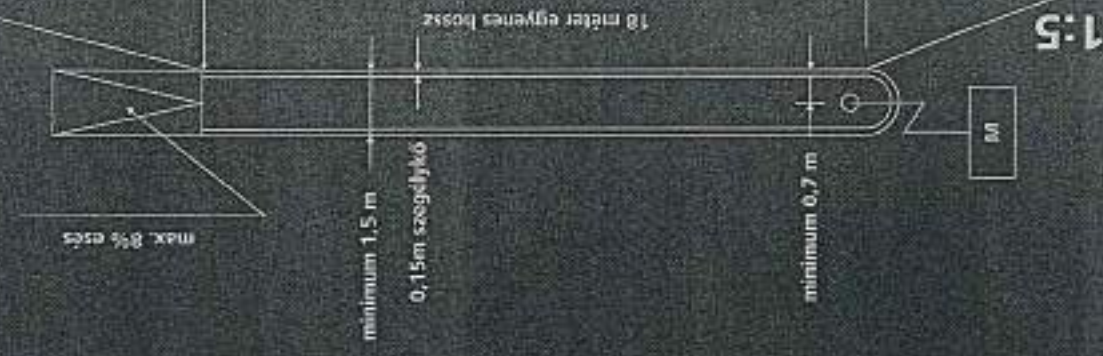 1:5
18 méter egyenes hossz
max. 8% esés
minimum 1,5 m
0,15m szegélykő
minimum 0,7 m